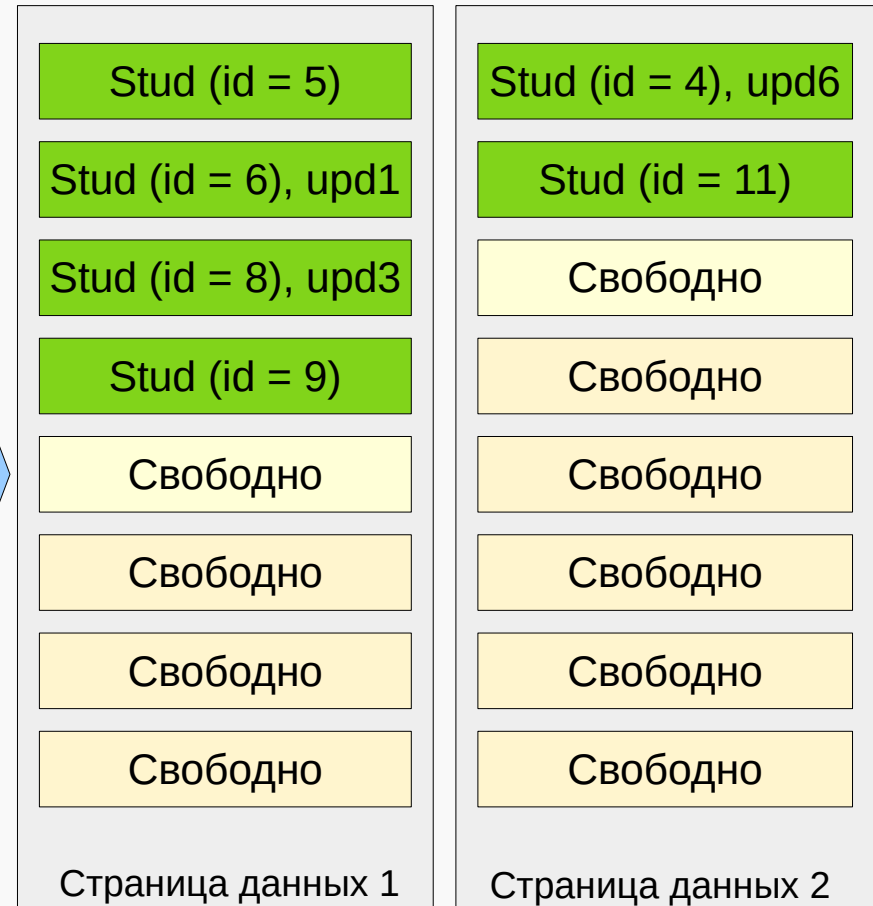 Stud (id = 5)
Stud (id = 6), upd1
Stud (id = 8), upd3
Stud (id = 9)
Свободно
Свободно
Свободно
Свободно
Страница данных 1
Stud (id = 4), upd6
Stud (id = 11)
Свободно
Свободно
Свободно
Свободно
Свободно
Свободно
Страница данных 2